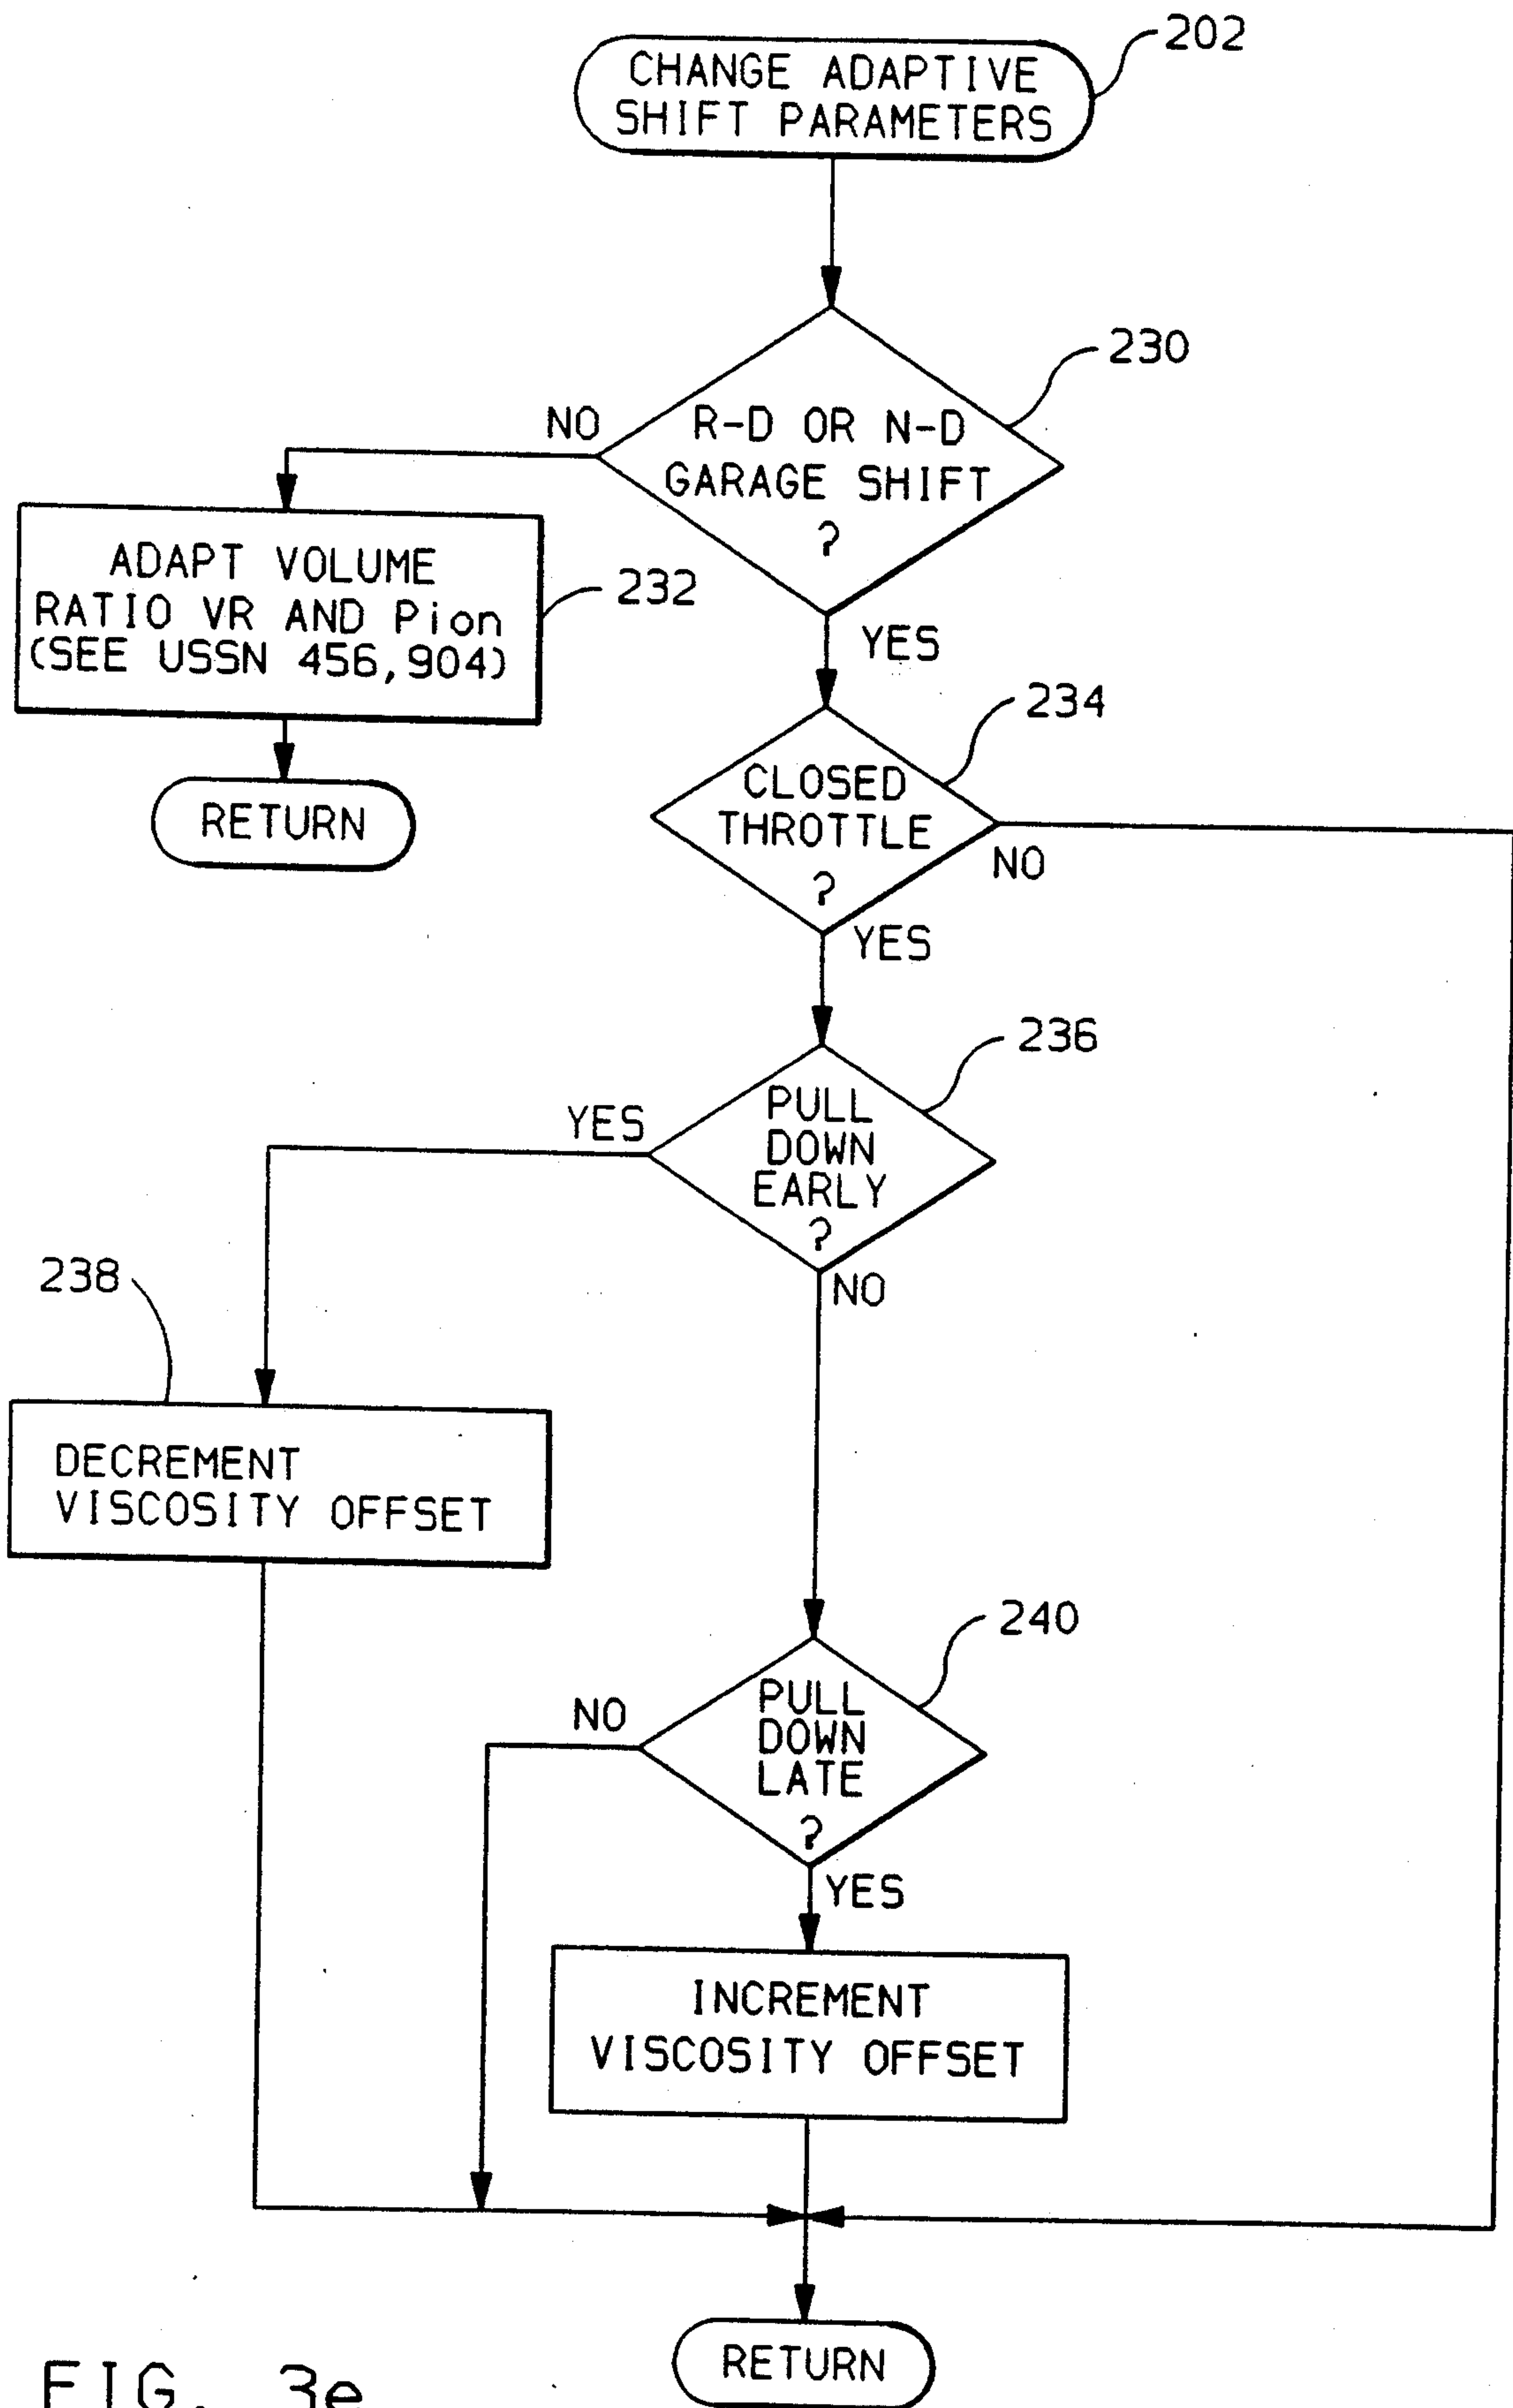 CHANGE ADAPTIVE
SHIFT PARAMETERS
202
230
NO
R-D OR N-D
GARAGE SHIFT
?
ADAPT VOLUME
RATIO VR AND Pion
(SEE USSN 456,904)
232
YES
234
RETURN
CLOSED
THROTTLE
?
NO
YES
236
YES
PULL
DOWN
EARLY
?
NO
238
DECREMENT
VISCOSITY OFFSET
240
NO
PULL
DOWN
LATE
?
YES
INCREMENT
VISCOSITY OFFSET
RETURN
FIG. 3e